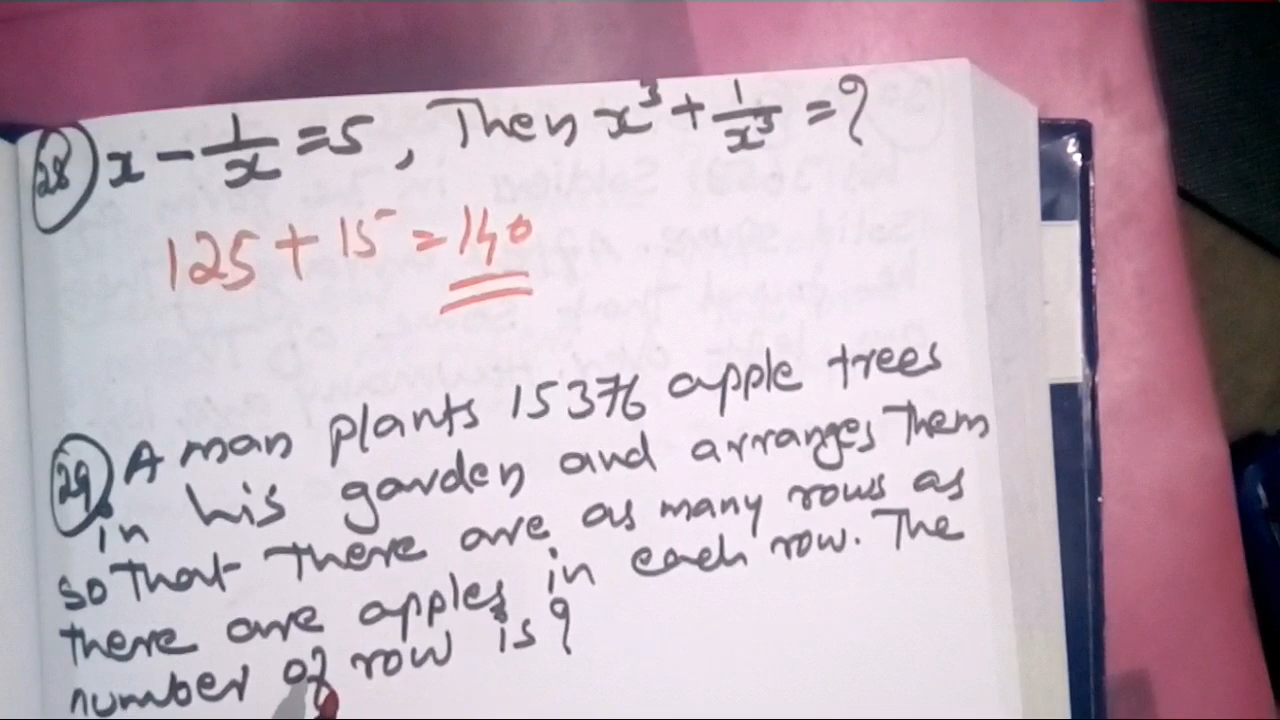 28) x - 1/x = 5, Then x³ + 1/x³ = ?
125 + 15 = 140
29) A man plants 15376 apple trees
in his garden and arranges Them
so That There are as many rows as
There are apples in each row. The
number of row is?